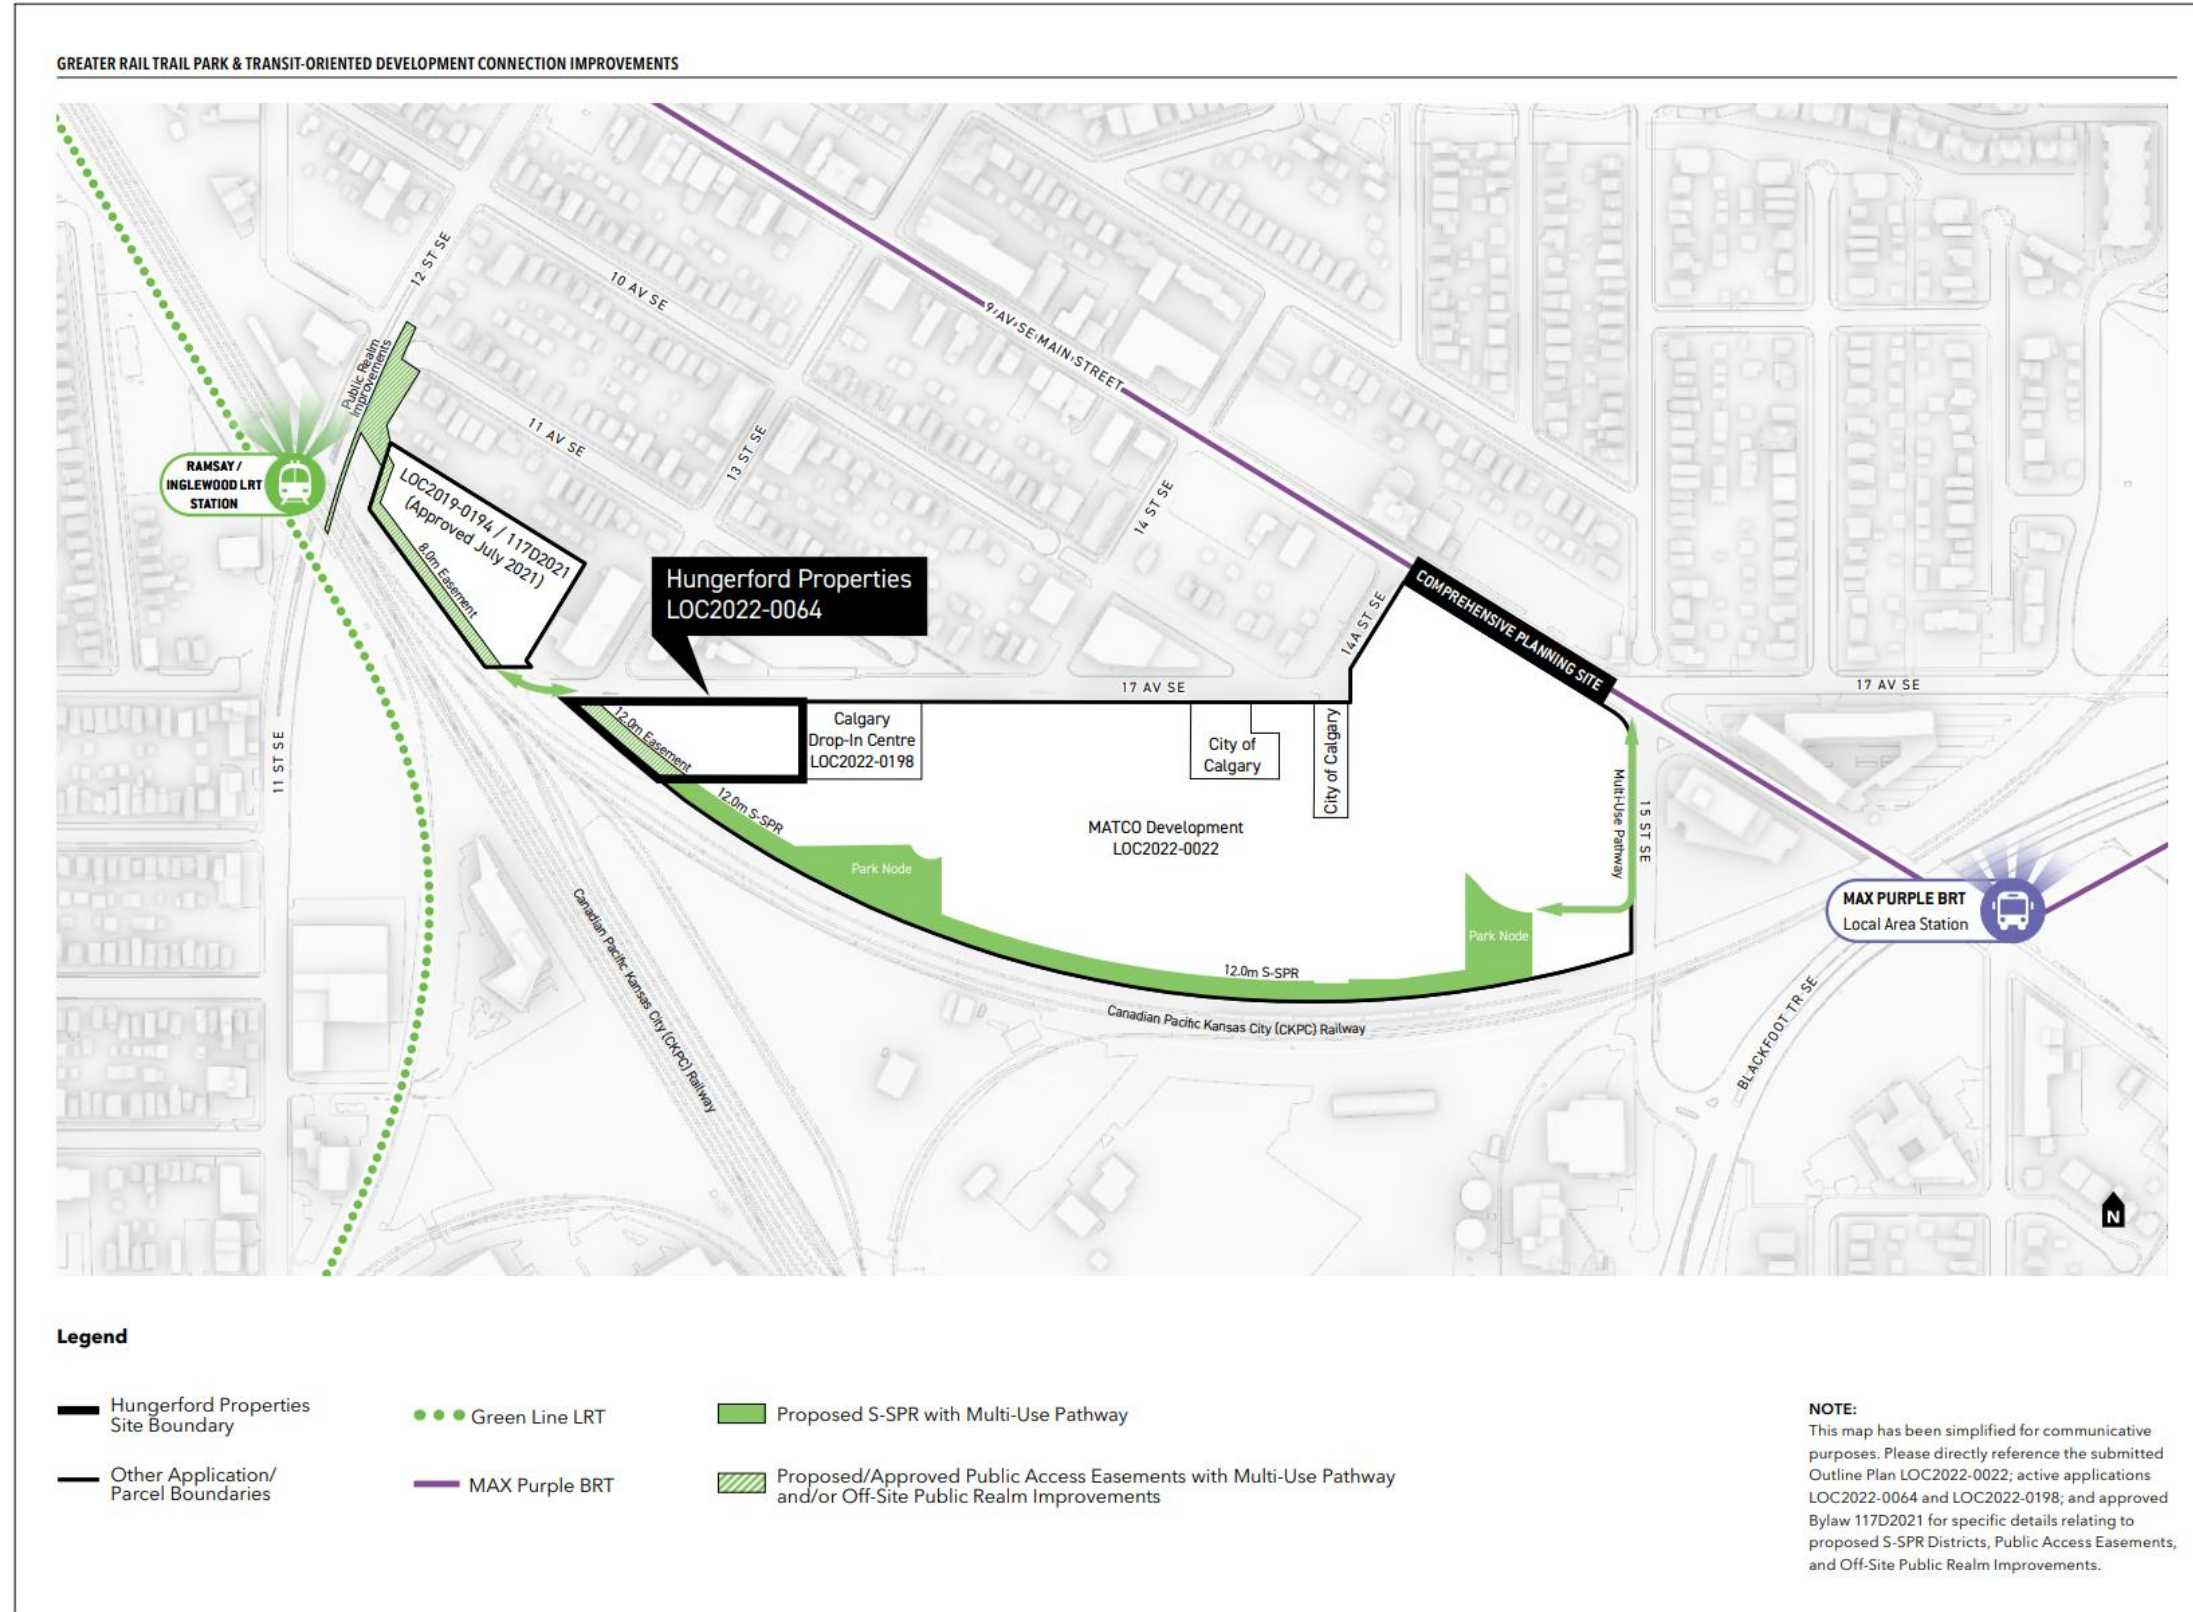 GREATER RAIL TRAIL PARK & TRANSIT-ORIENTED DEVELOPMENT CONNECTION IMPROVEMENTS
12 ST SE
10 AV SE
9 AV SE MAIN STREET
Public Realm
Improvements
11 AV SE
13 ST SE
14 ST SE
RAMSAY /
INGLEWOOD LRT
STATION
LOC2019-0194 / 117D2021
(Approved July 2021)
8.0m Easement
Hungerford Properties
LOC2022-0064
14A ST SE
COMPREHENSIVE PLANNING SITE
17 AV SE
17 AV SE
12.0m Easement
Calgary
Drop-In Centre
LOC2022-0198
City of
Calgary
City of Calgary
11 ST SE
12.0m S-SPR
MATCO Development
LOC2022-0022
Multi-Use Pathway
15 ST SE
Park Node
Park Node
MAX PURPLE BRT
Local Area Station
12.0m S-SPR
Canadian Pacific Kansas City (CKPC) Railway
Canadian Pacific Kansas City (CKPC) Railway
BLACKFOOT TR SE
N
Legend
Hungerford Properties
Site Boundary
Other Application/
Parcel Boundaries
Green Line LRT
MAX Purple BRT
Proposed S-SPR with Multi-Use Pathway
Proposed/Approved Public Access Easements with Multi-Use Pathway
and/or Off-Site Public Realm Improvements
NOTE:
This map has been simplified for communicative
purposes. Please directly reference the submitted
Outline Plan LOC2022-0022; active applications
LOC2022-0064 and LOC2022-0198; and approved
Bylaw 117D2021 for specific details relating to
proposed S-SPR Districts, Public Access Easements,
and Off-Site Public Realm Improvements.